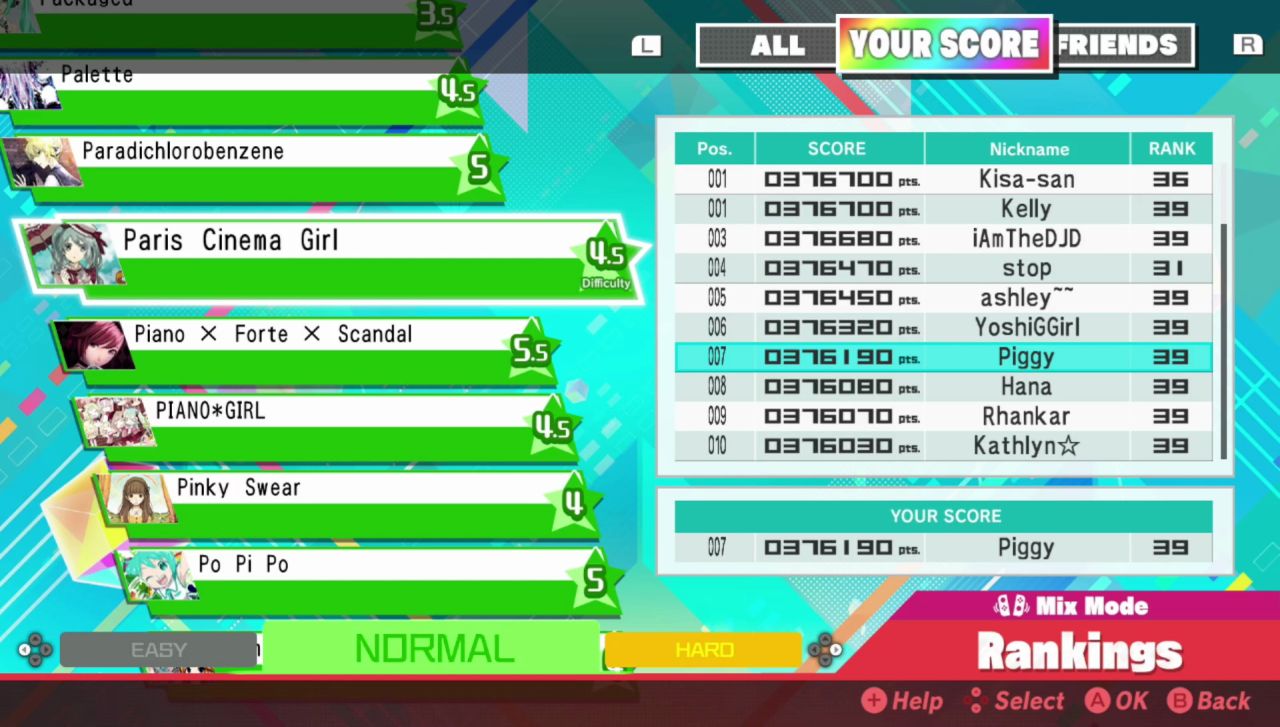 Packaged
3.5
L
ALL
YOUR SCORE
FRIENDS
R
Palette
4.5
Paradichlorobenzene
5
Paris Cinema Girl
4.5
Difficulty
Piano × Forte × Scandal
5.5
PIANO*GIRL
4.5
Pinky Swear
4
Po Pi Po
5
Pos. SCORE Nickname RANK
001 0376700 pts. Kisa-san 36
001 0376700 pts. Kelly 39
003 0376680 pts. iAmTheDJD 39
004 0376470 pts. stop 31
005 0376450 pts. ashley~~ 39
006 0376320 pts. YoshiGGirl 39
007 0376190 pts. Piggy 39
008 0376080 pts. Hana 39
009 0376070 pts. Rhankar 39
010 0376030 pts. Kathlyn☆ 39
YOUR SCORE
007 0376190 pts. Piggy 39
Mix Mode
Rankings
EASY
NORMAL
HARD
+ Help Select A OK B Back